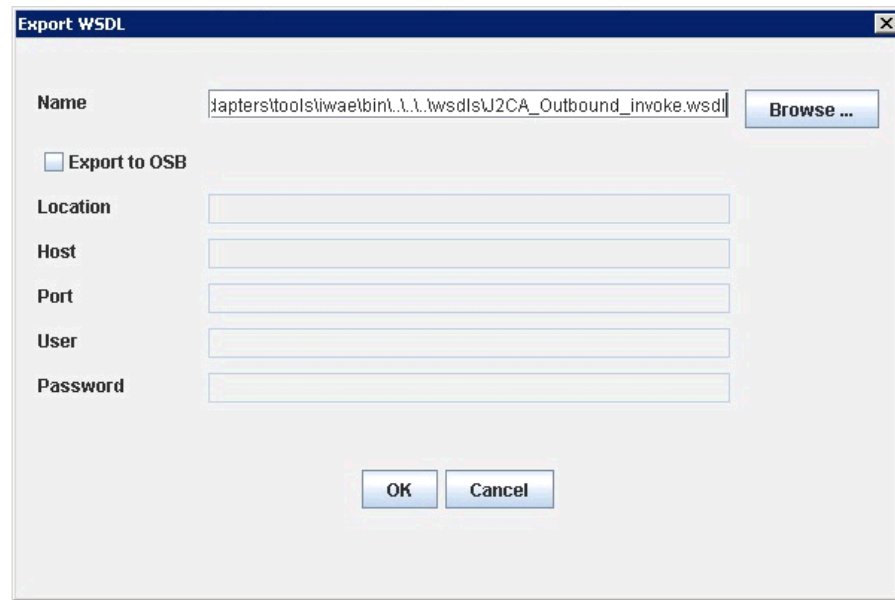 Export WSDL
Name
dapters\tools\iwae\bin\..\..\..\wsdls\J2CA_Outbound_invoke.wsdl
Browse ...
Export to OSB
Location
Host
Port
User
Password
OK
Cancel